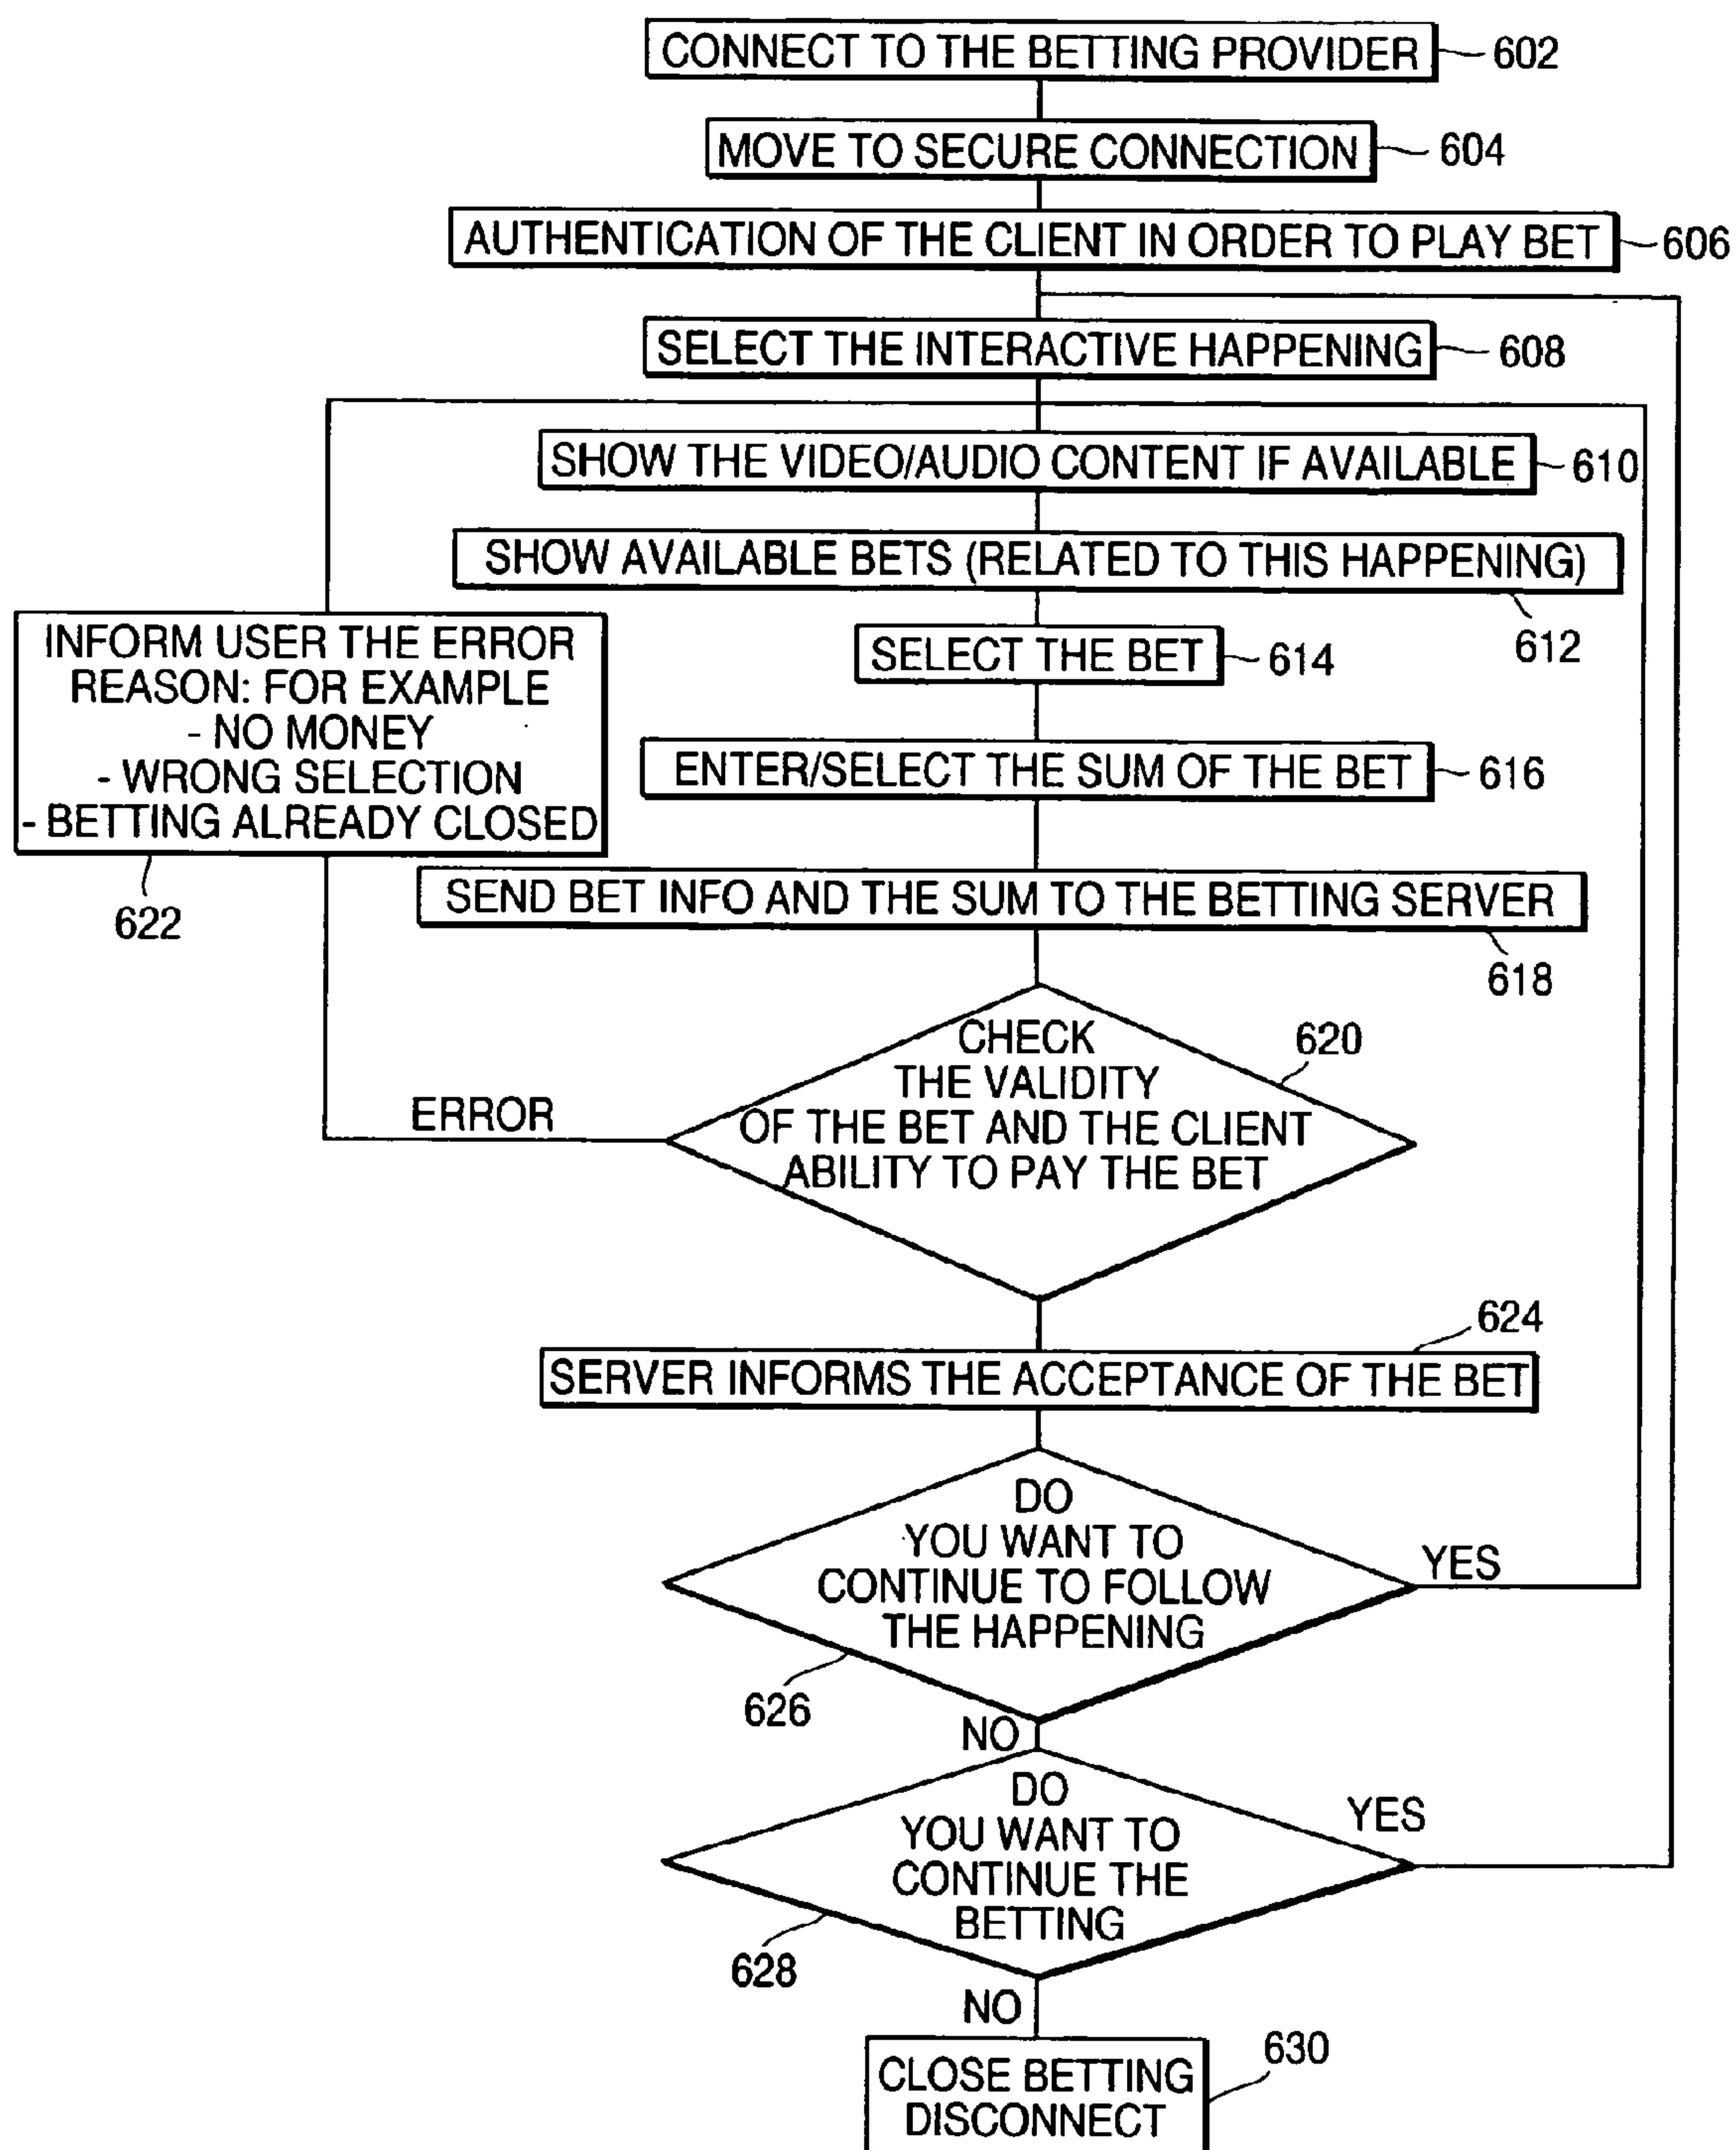 CONNECT TO THE BETTING PROVIDER
602
MOVE TO SECURE CONNECTION
604
AUTHENTICATION OF THE CLIENT IN ORDER TO PLAY BET
606
SELECT THE INTERACTIVE HAPPENING
608
SHOW THE VIDEO/AUDIO CONTENT IF AVAILABLE
610
SHOW AVAILABLE BETS (RELATED TO THIS HAPPENING)
612
SELECT THE BET
614
ENTER/SELECT THE SUM OF THE BET
616
INFORM USER THE ERROR
REASON: FOR EXAMPLE
- NO MONEY
- WRONG SELECTION
- BETTING ALREADY CLOSED
622
SEND BET INFO AND THE SUM TO THE BETTING SERVER
618
CHECK
THE VALIDITY
OF THE BET AND THE CLIENT
ABILITY TO PAY THE BET
620
ERROR
SERVER INFORMS THE ACCEPTANCE OF THE BET
624
DO
YOU WANT TO
CONTINUE TO FOLLOW
THE HAPPENING
YES
626
NO
DO
YOU WANT TO
CONTINUE THE
BETTING
YES
628
NO
CLOSE BETTING
DISCONNECT
630